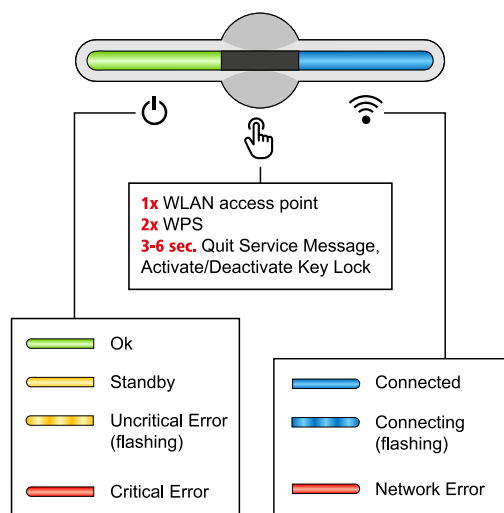 1x WLAN access point
2x WPS
3-6 sec. Quit Service Message,
Activate/Deactivate Key Lock
Ok
Standby
Uncritical Error
(flashing)
Critical Error
Connected
Connecting
(flashing)
Network Error